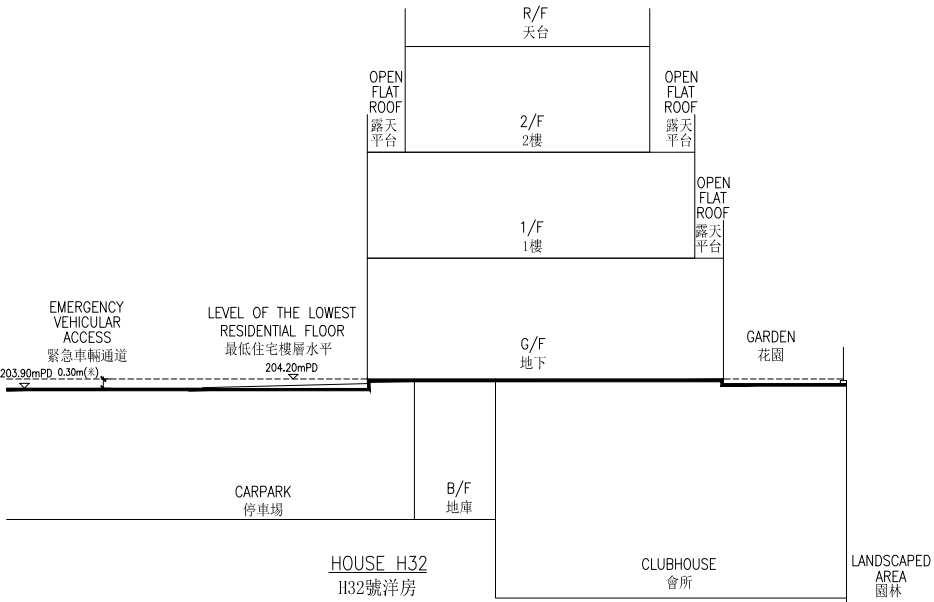 R/F
天台
OPEN
FLAT
ROOF
露天
平台
OPEN
FLAT
ROOF
露天
平台
2/F
2樓
OPEN
FLAT
ROOF
露天
平台
1/F
1樓
EMERGENCY
VEHICULAR
ACCESS
緊急車輛通道
203.90mPD 0.30m(米)
LEVEL OF THE LOWEST
RESIDENTIAL FLOOR
最低住宅樓層水平
204.20mPD
G/F
地下
GARDEN
花園
CARPARK
停車場
B/F
地庫
CLUBHOUSE
會所
LANDSCAPED
AREA
園林
HOUSE H32
H32號洋房